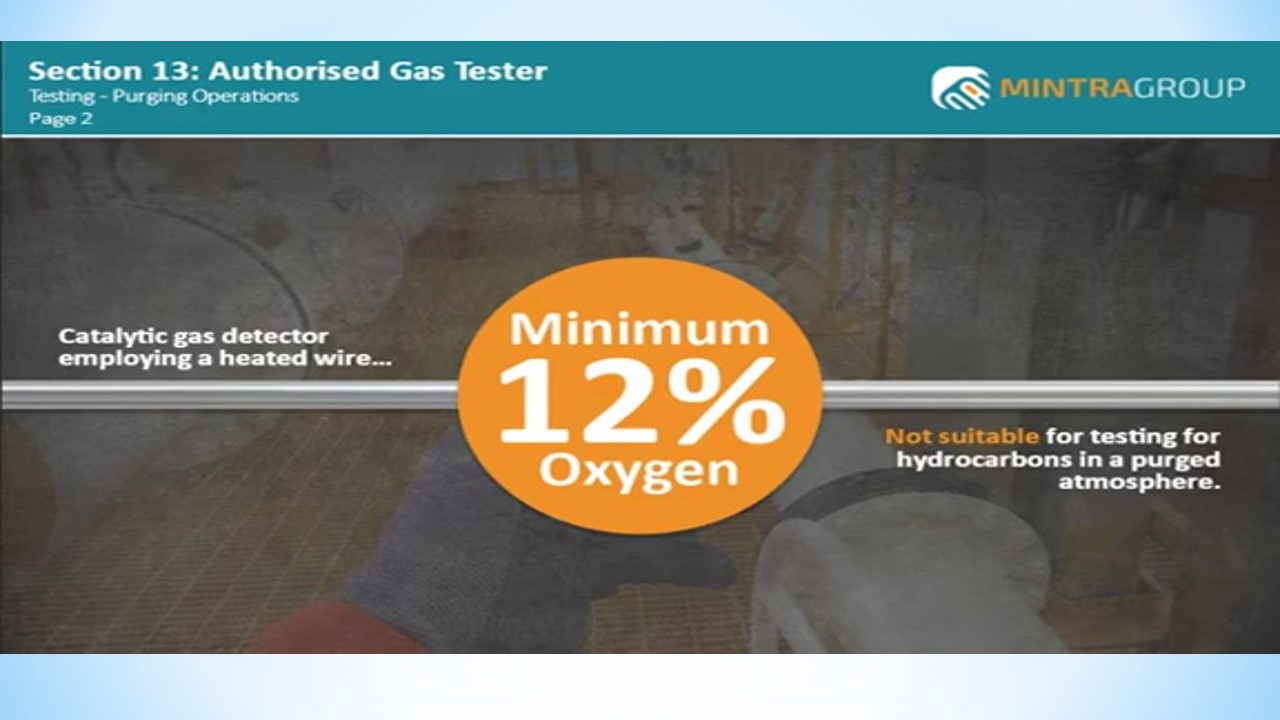 Section 13: Authorised Gas Tester
Testing - Purging Operations
Page 2
MINTRAGROUP
Catalytic gas detector
employing a heated wire...
Minimum
12%
Oxygen
Not suitable for testing for
hydrocarbons in a purged
atmosphere.